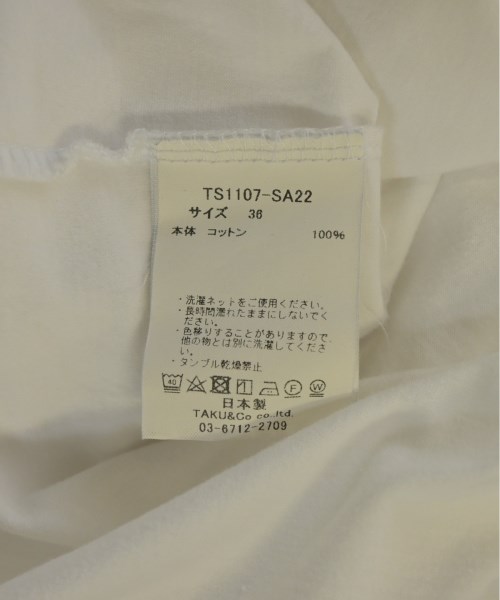 TS1107-SA22
サイズ 36
本体 コットン 100%
・洗濯ネットをご使用ください。
・長時間濡れたままにしないでく
ださい。
・色移りすることがありますので、
他の物とは別に洗濯してくださ
い。
・タンブル乾燥禁止
40 F W
日本製
TAKU&Co co.,ltd.
03-6712-2709